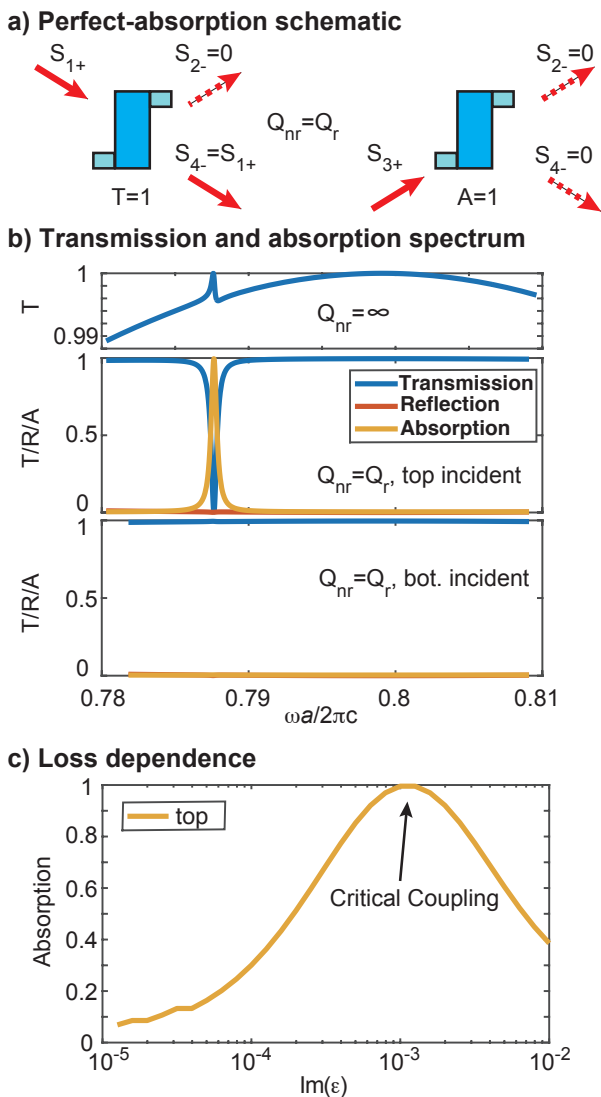 a) Perfect-absorption schematic
S1+ S2-=0 S2-=0
Qnr=Qr
S4-=S1+ S3+ S4-=0
T=1 A=1
b) Transmission and absorption spectrum
1
T
0.99
Qnr=∞
1
T/R/A
0.5
0
Transmission
Reflection
Absorption
Qnr=Qr, top incident
1
T/R/A
0.5
0
Qnr=Qr, bot. incident
0.78 0.79 0.8 0.81
ωa/2πc
c) Loss dependence
1
0.8
0.6
0.4
0.2
0
Absorption
top
Critical Coupling
10-5 10-4 10-3 10-2
Im(ε)